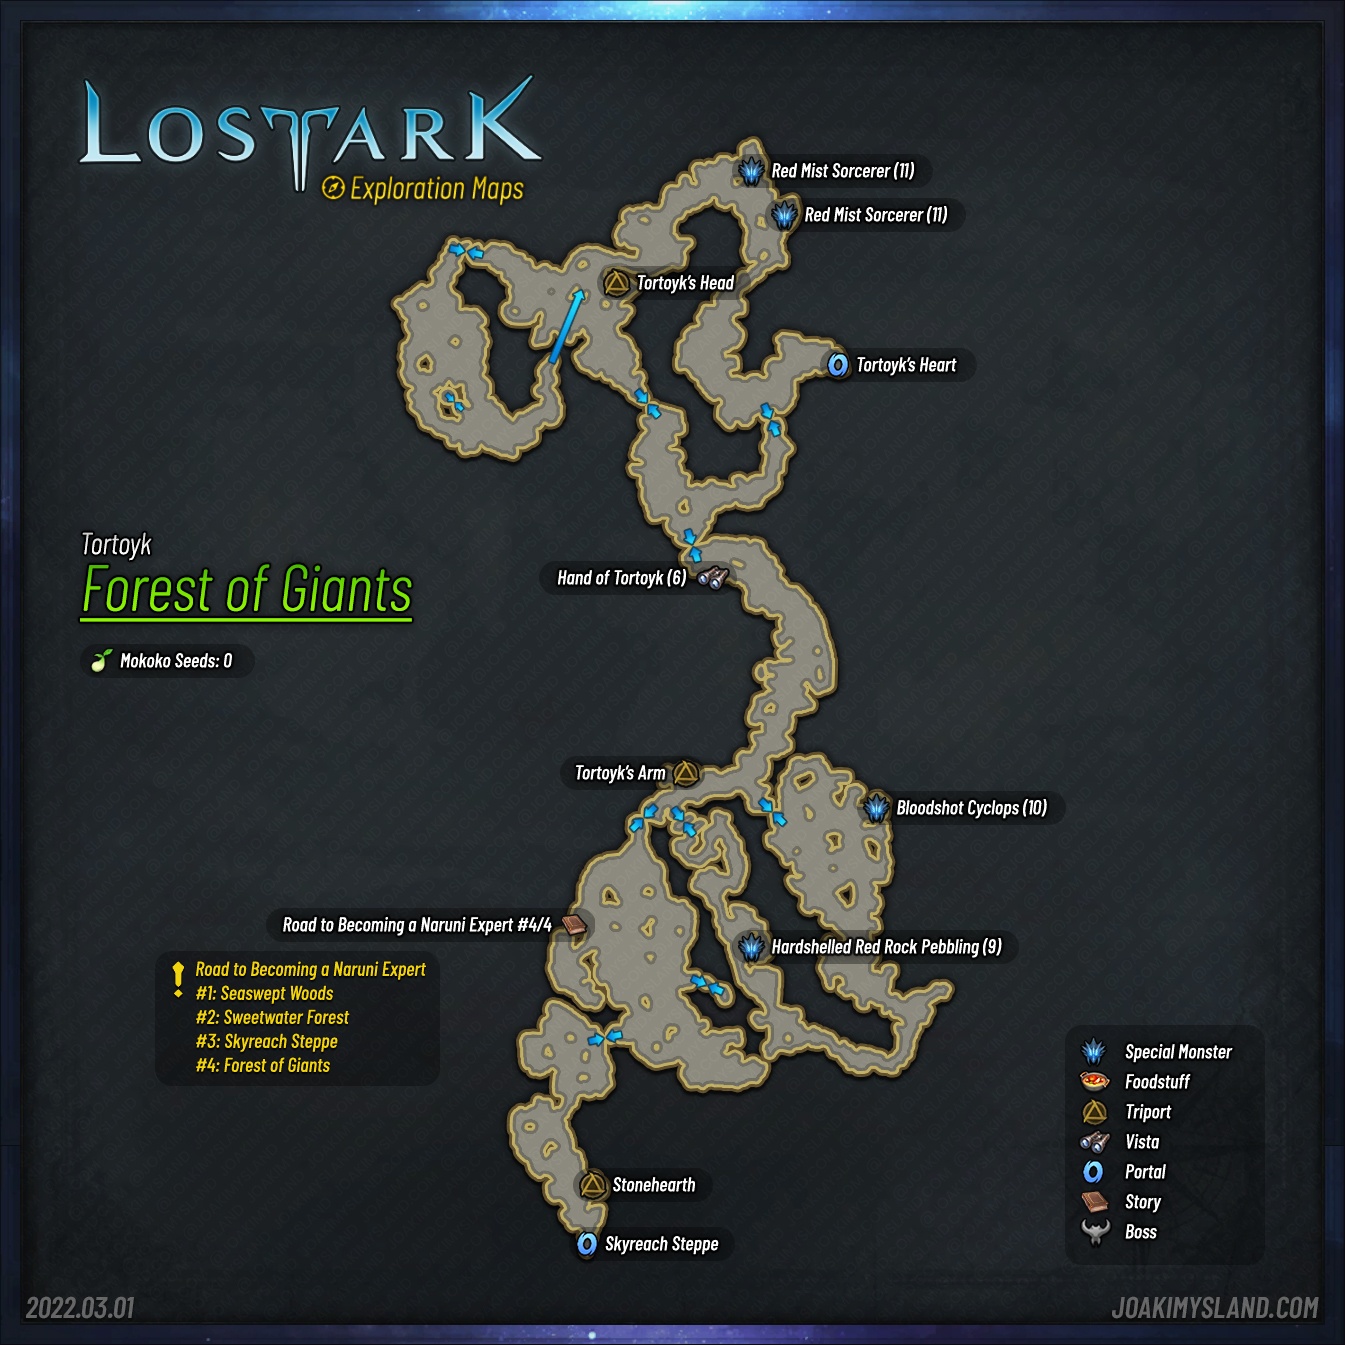 LOSTARK
Exploration Maps
Red Mist Sorcerer (11)
Red Mist Sorcerer (11)
Tortoyk's Head
Tortoyk's Heart
Tortoyk
Forest of Giants
Mokoko Seeds: 0
Hand of Tortoyk (6)
Tortoyk's Arm
Bloodshot Cyclops (10)
Road to Becoming a Naruni Expert #4/4
Hardshelled Red Rock Pebbling (9)
Road to Becoming a Naruni Expert
#1: Seaswept Woods
#2: Sweetwater Forest
#3: Skyreach Steppe
#4: Forest of Giants
Stonehearth
Skyreach Steppe
Special Monster
Foodstuff
Triport
Vista
Portal
Story
Boss
2022.03.01
JOAKIMYSLAND.COM